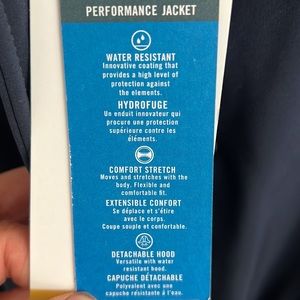 PERFORMANCE JACKET
WATER RESISTANT
Innovative coating that
provides a high level of
protection against
the elements.
HYDROFUGE
Un enduit innovateur qui
procure une protection
supérieure contre les
éléments.
COMFORT STRETCH
Moves and stretches with the
body. Flexible and
comfortable fit.
EXTENSIBLE CONFORT
Se déplace et s'étire
avec le corps.
Coupe souple et confortable.
DETACHABLE HOOD
Versatile with water
resistant hood.
CAPUCHE DÉTACHABLE
Polyvalent avec une
capuche résistante à l'eau.